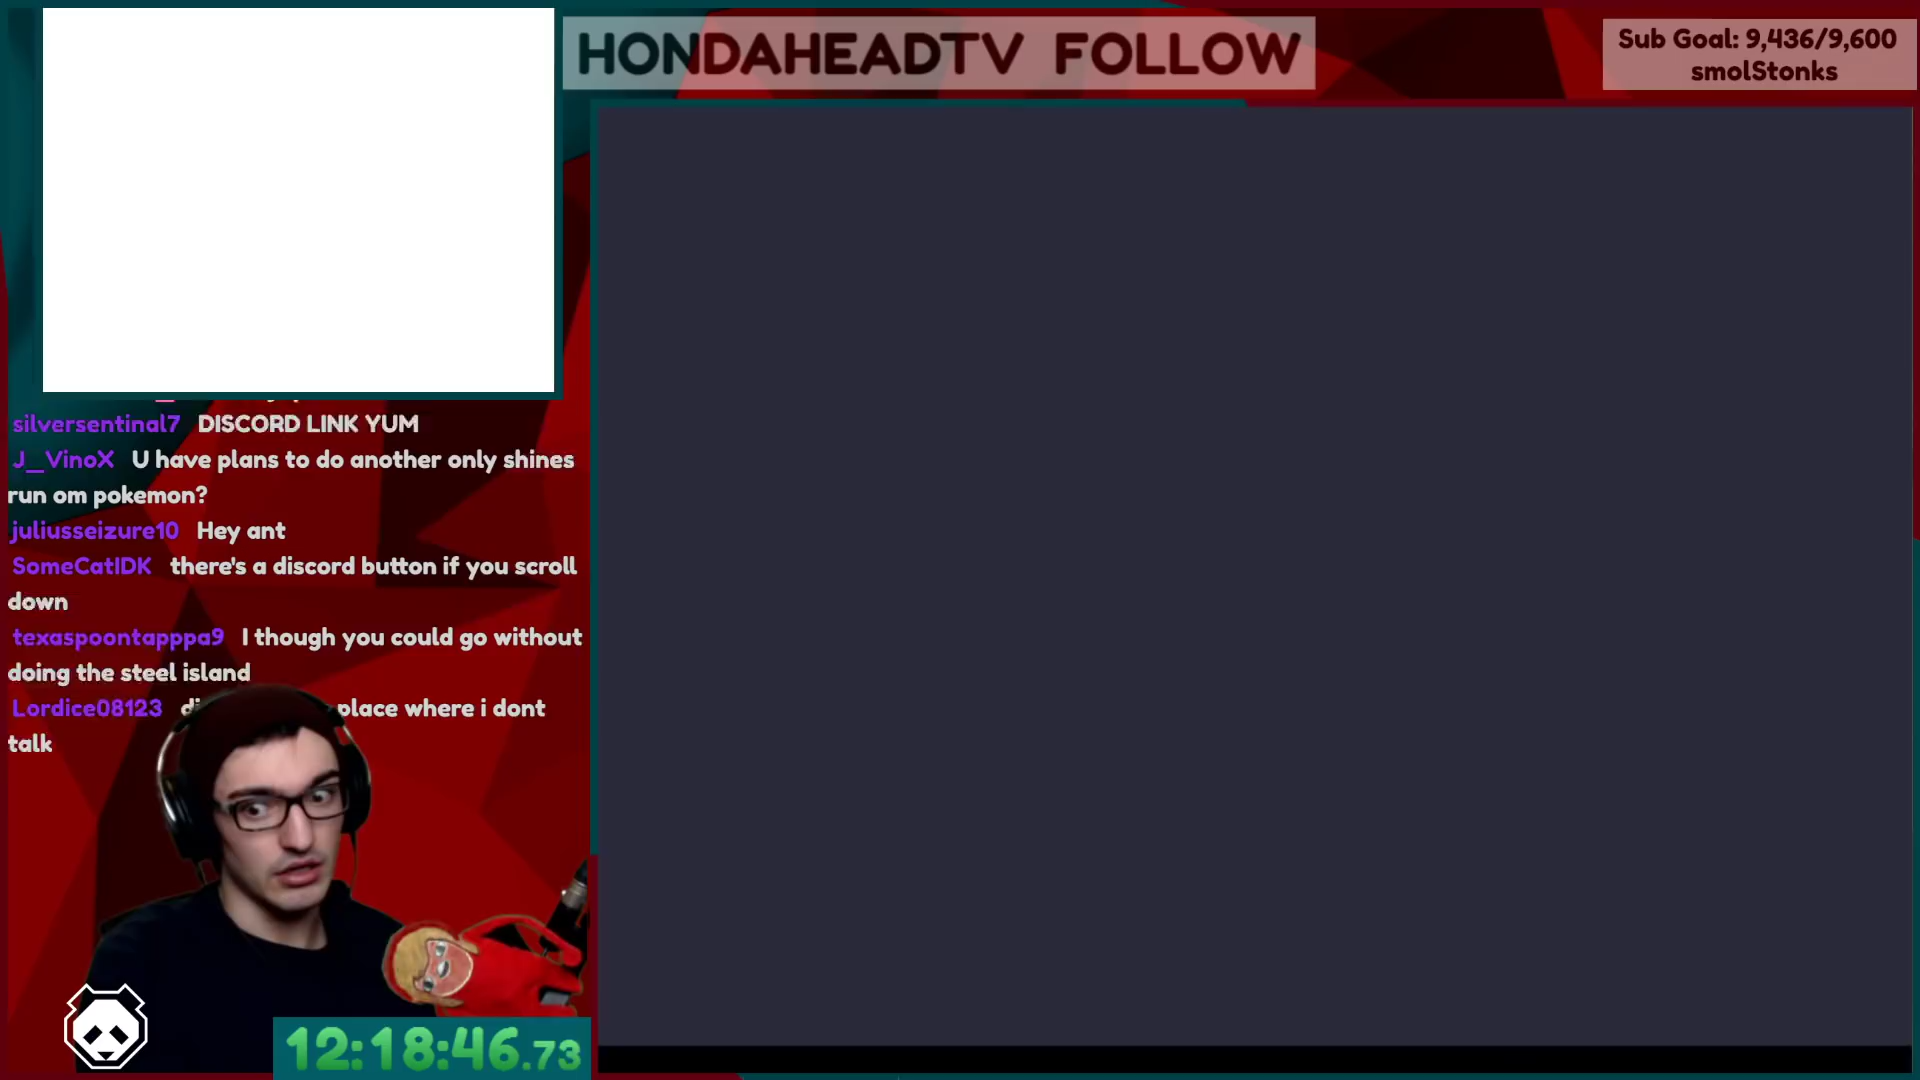 HONDAHEADTV FOLLOW
Sub Goal: 9,436/9,600
smolStonks
silversentinal7 DISCORD LINK YUM
J_VinoX U have plans to do another only shines
run om pokemon?
juliusseizure10 Hey ant
SomeCatIDK there's a discord button if you scroll
down
texaspoontapppa9 I though you could go without
doing the steel island
Lordice08123 place where i dont
talk
12:18:46.73